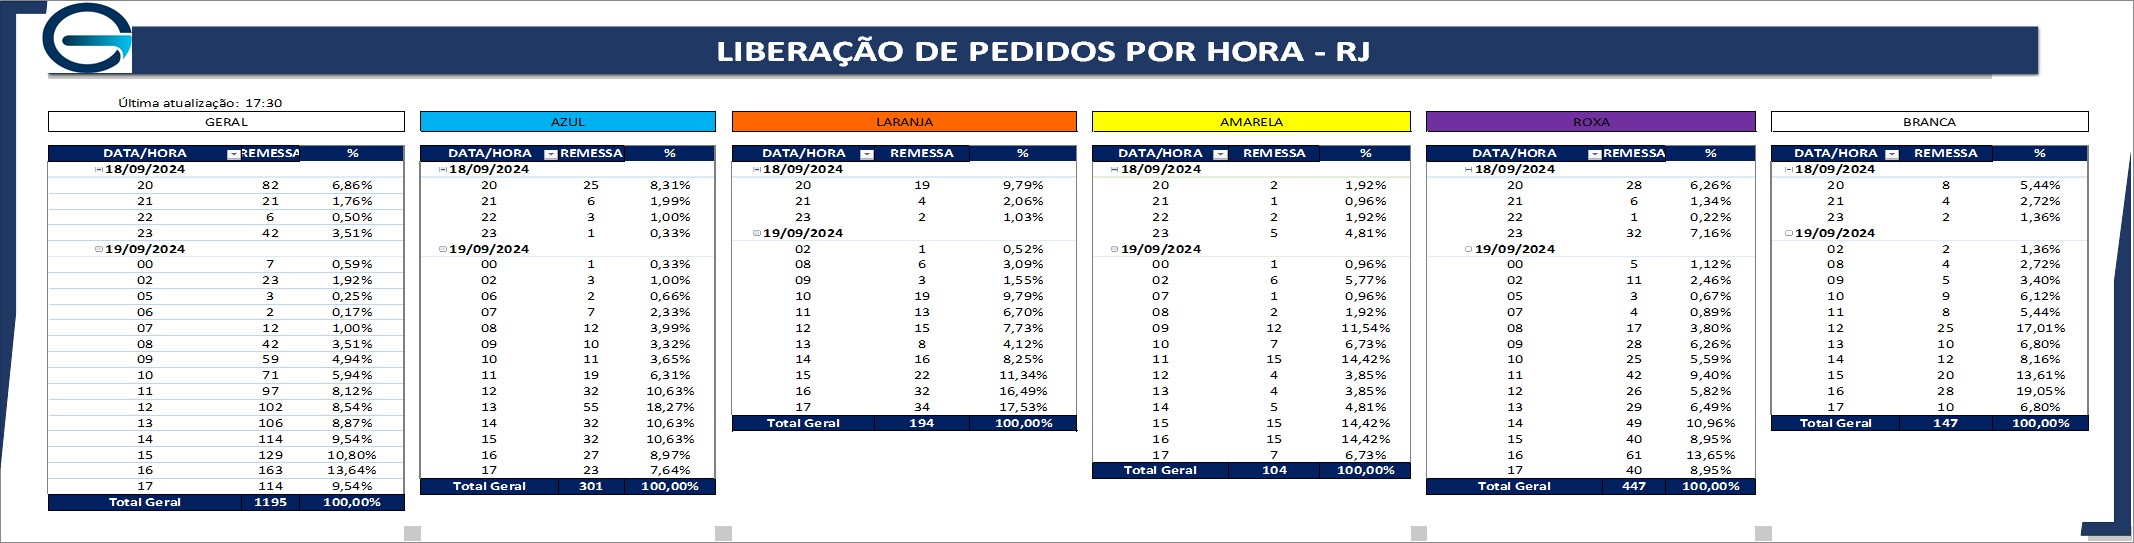 LIBERAÇÃO DE PEDIDOS POR HORA - RJ
Última atualização: 17:30
GERAL
DATA/HORA REMESSA %
18/09/2024
20 82 6,86%
21 21 1,76%
22 6 0,50%
23 42 3,51%
19/09/2024
00 7 0,59%
02 23 1,92%
05 3 0,25%
06 2 0,17%
07 12 1,00%
08 42 3,51%
09 59 4,94%
10 71 5,94%
11 97 8,12%
12 102 8,54%
13 106 8,87%
14 114 9,54%
15 129 10,80%
16 163 13,64%
17 114 9,54%
Total Geral 1195 100,00%
AZUL
DATA/HORA REMESSA %
18/09/2024
20 25 8,31%
21 6 1,99%
22 3 1,00%
23 1 0,33%
19/09/2024
00 1 0,33%
02 3 1,00%
06 2 0,66%
07 7 2,33%
08 12 3,99%
09 10 3,32%
10 11 3,65%
11 19 6,31%
12 32 10,63%
13 55 18,27%
14 32 10,63%
15 32 10,63%
16 27 8,97%
17 23 7,64%
Total Geral 301 100,00%
LARANJA
DATA/HORA REMESSA %
18/09/2024
20 19 9,79%
21 4 2,06%
23 2 1,03%
19/09/2024
02 1 0,52%
08 6 3,09%
09 3 1,55%
10 19 9,79%
11 13 6,70%
12 15 7,73%
13 8 4,12%
14 16 8,25%
15 22 11,34%
16 32 16,49%
17 34 17,53%
Total Geral 194 100,00%
AMARELA
DATA/HORA REMESSA %
18/09/2024
20 2 1,92%
21 1 0,96%
22 2 1,92%
23 5 4,81%
19/09/2024
00 1 0,96%
02 6 5,77%
07 1 0,96%
08 2 1,92%
09 12 11,54%
10 7 6,73%
11 15 14,42%
12 4 3,85%
13 4 3,85%
14 5 4,81%
15 15 14,42%
16 15 14,42%
17 7 6,73%
Total Geral 104 100,00%
ROXA
DATA/HORA REMESSA %
18/09/2024
20 28 6,26%
21 6 1,34%
22 1 0,22%
23 32 7,16%
19/09/2024
00 5 1,12%
02 11 2,46%
05 3 0,67%
07 4 0,89%
08 17 3,80%
09 28 6,26%
10 25 5,59%
11 42 9,40%
12 26 5,82%
13 29 6,49%
14 49 10,96%
15 40 8,95%
16 61 13,65%
17 40 8,95%
Total Geral 447 100,00%
BRANCA
DATA/HORA REMESSA %
18/09/2024
20 8 5,44%
21 4 2,72%
23 2 1,36%
19/09/2024
02 2 1,36%
08 4 2,72%
09 5 3,40%
10 9 6,12%
11 8 5,44%
12 25 17,01%
13 10 6,80%
14 12 8,16%
15 20 13,61%
16 28 19,05%
17 10 6,80%
Total Geral 147 100,00%